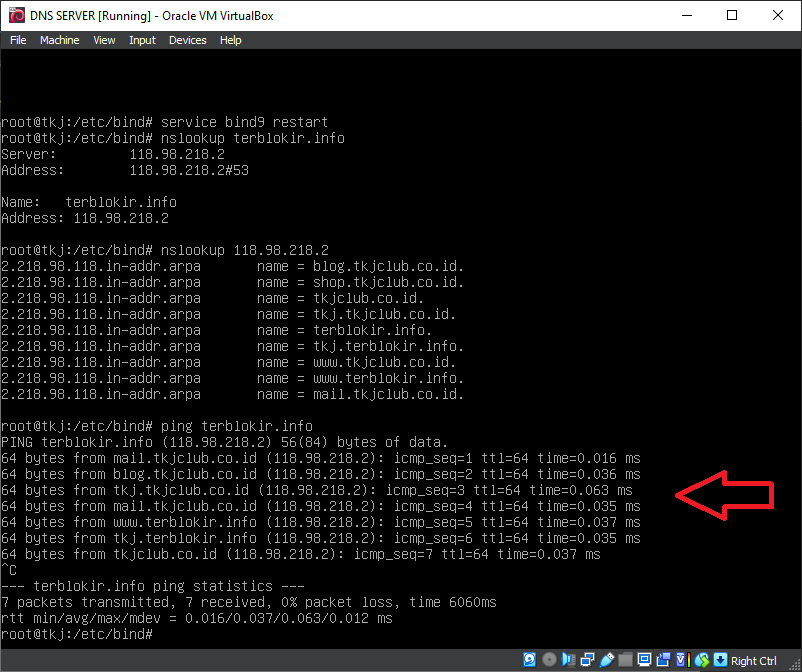 DNS SERVER [Running] - Oracle VM VirtualBox
File Machine View Input Devices Help
root@tkj:/etc/bind# service bind9 restart
root@tkj:/etc/bind# nslookup terblokir.info
Server:         118.98.218.2
Address:        118.98.218.2#53
Name:   terblokir.info
Address: 118.98.218.2
root@tkj:/etc/bind# nslookup 118.98.218.2
2.218.98.118.in-addr.arpa       name = blog.tkjclub.co.id.
2.218.98.118.in-addr.arpa       name = shop.tkjclub.co.id.
2.218.98.118.in-addr.arpa       name = tkjclub.co.id.
2.218.98.118.in-addr.arpa       name = tkj.tkjclub.co.id.
2.218.98.118.in-addr.arpa       name = terblokir.info.
2.218.98.118.in-addr.arpa       name = tkj.terblokir.info.
2.218.98.118.in-addr.arpa       name = www.tkjclub.co.id.
2.218.98.118.in-addr.arpa       name = www.terblokir.info.
2.218.98.118.in-addr.arpa       name = mail.tkjclub.co.id.
root@tkj:/etc/bind# ping terblokir.info
PING terblokir.info (118.98.218.2) 56(84) bytes of data.
64 bytes from mail.tkjclub.co.id (118.98.218.2): icmp_seq=1 ttl=64 time=0.016 ms
64 bytes from blog.tkjclub.co.id (118.98.218.2): icmp_seq=2 ttl=64 time=0.036 ms
64 bytes from tkj.tkjclub.co.id (118.98.218.2): icmp_seq=3 ttl=64 time=0.063 ms
64 bytes from mail.tkjclub.co.id (118.98.218.2): icmp_seq=4 ttl=64 time=0.035 ms
64 bytes from www.terblokir.info (118.98.218.2): icmp_seq=5 ttl=64 time=0.037 ms
64 bytes from tkj.terblokir.info (118.98.218.2): icmp_seq=6 ttl=64 time=0.035 ms
64 bytes from tkjclub.co.id (118.98.218.2): icmp_seq=7 ttl=64 time=0.037 ms
^C
--- terblokir.info ping statistics ---
7 packets transmitted, 7 received, 0% packet loss, time 6060ms
rtt min/avg/max/mdev = 0.016/0.037/0.063/0.012 ms
root@tkj:/etc/bind#
Right Ctrl